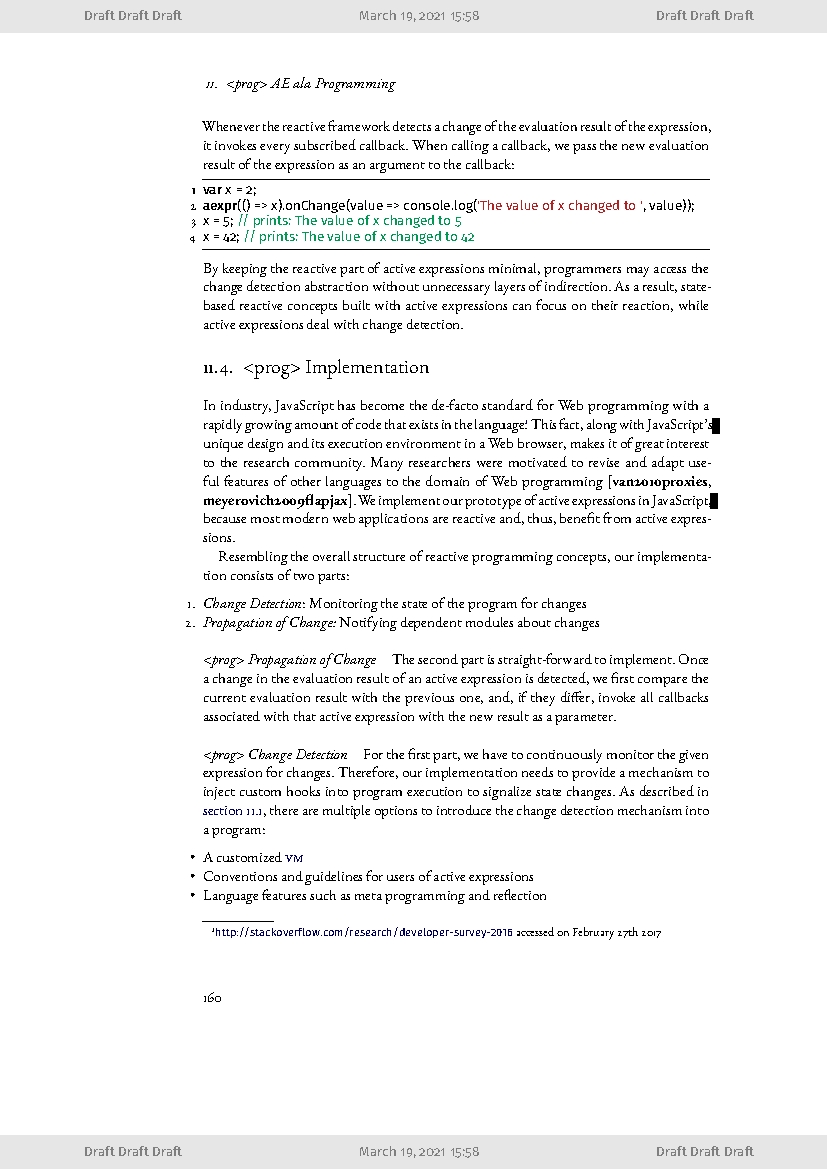 Draft Draft Draft March 19, 2021 15:58 Draft Draft Draft
11. <prog> AE ala Programming
Whenever the reactive framework detects a change of the evaluation result of the expression,
it invokes every subscribed callback. When calling a callback, we pass the new evaluation
result of the expression as an argument to the callback:
1 var x = 2;
2 aexpr(() => x).onChange(value => console.log('The value of x changed to ', value));
3 x = 5; // prints: The value of x changed to 5
4 x = 42; // prints: The value of x changed to 42
By keeping the reactive part of active expressions minimal, programmers may access the
change detection abstraction without unnecessary layers of indirection. As a result, state-
based reactive concepts built with active expressions can focus on their reaction, while
active expressions deal with change detection.
11.4. <prog> Implementation
In industry, JavaScript has become the de-facto standard for Web programming with a
rapidly growing amount of code that exists in the language.¹ This fact, along with JavaScript's
unique design and its execution environment in a Web browser, makes it of great interest
to the research community. Many researchers were motivated to revise and adapt use-
ful features of other languages to the domain of Web programming [van2010proxies,
meyerovich2009flapjax]. We implement our prototype of active expressions in JavaScript,
because most modern web applications are reactive and, thus, benefit from active expres-
sions.
Resembling the overall structure of reactive programming concepts, our implementa-
tion consists of two parts:
1. Change Detection: Monitoring the state of the program for changes
2. Propagation of Change: Notifying dependent modules about changes
<prog> Propagation of Change The second part is straight-forward to implement. Once
a change in the evaluation result of an active expression is detected, we first compare the
current evaluation result with the previous one, and, if they differ, invoke all callbacks
associated with that active expression with the new result as a parameter.
<prog> Change Detection For the first part, we have to continuously monitor the given
expression for changes. Therefore, our implementation needs to provide a mechanism to
inject custom hooks into program execution to signalize state changes. As described in
section 11.1, there are multiple options to introduce the change detection mechanism into
a program:
• A customized VM
• Conventions and guidelines for users of active expressions
• Language features such as meta programming and reflection
¹http://stackoverflow.com/research/developer-survey-2016 accessed on February 27th 2017
160
Draft Draft Draft March 19, 2021 15:58 Draft Draft Draft